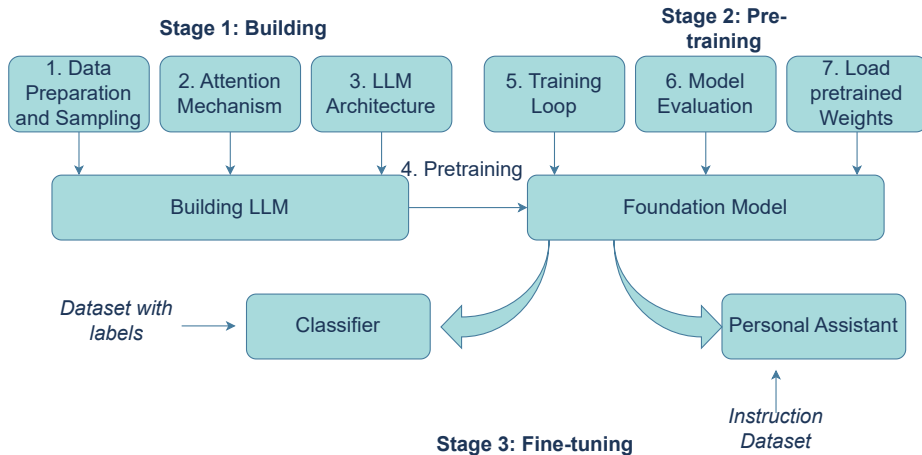 Stage 1: Building
Stage 2: Pre-
training
1. Data
Preparation
and Sampling
2. Attention
Mechanism
3. LLM
Architecture
5. Training
Loop
6. Model
Evaluation
7. Load
pretrained
Weights
4. Pretraining
Building LLM
Foundation Model
Dataset with
labels
Classifier
Personal Assistant
Instruction
Dataset
Stage 3: Fine-tuning